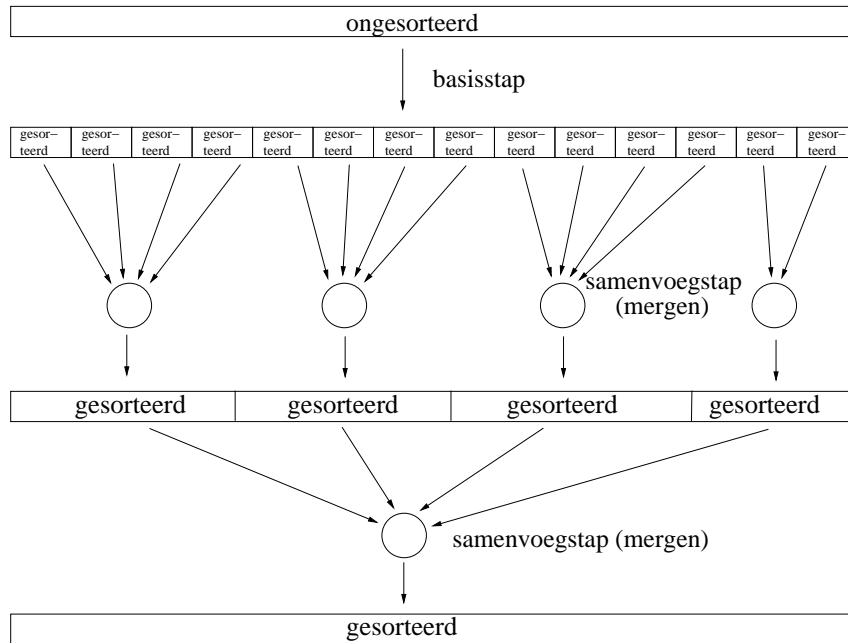 ongesorteerd
basisstap
gesor− gesor− gesor− gesor− gesor− gesor− gesor− gesor− gesor− gesor− gesor− gesor− gesor− gesor−
teerd teerd teerd teerd teerd teerd teerd teerd teerd teerd teerd teerd teerd teerd
samenvoegstap
(mergen)
gesorteerd gesorteerd gesorteerd gesorteerd
samenvoegstap (mergen)
gesorteerd